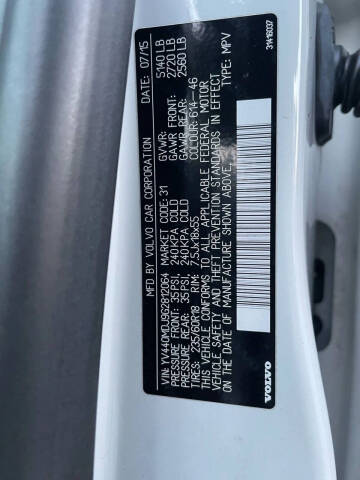 MFD BY VOLVO CAR CORPORATION 07/15
VIN: YV440MDJ9G2812064 GVWR: 5140 LB
MARKET CODE: 31 GAWR FRONT: 2720 LB
PRESSURE FRONT: 35PSI, 240KPA COLD GAWR REAR: 2560 LB
PRESSURE REAR: 35PSI, 240KPA COLD COLOUR: 614 - 46
TIRES: 235/60R18 RIM: 7,5Jx18x55
THIS VEHICLE CONFORMS TO ALL APPLICABLE FEDERAL MOTOR
VEHICLE SAFETY AND THEFT PREVENTION STANDARDS IN EFFECT
ON THE DATE OF MANUFACTURE SHOWN ABOVE. TYPE: MPV
VOLVO 31416037